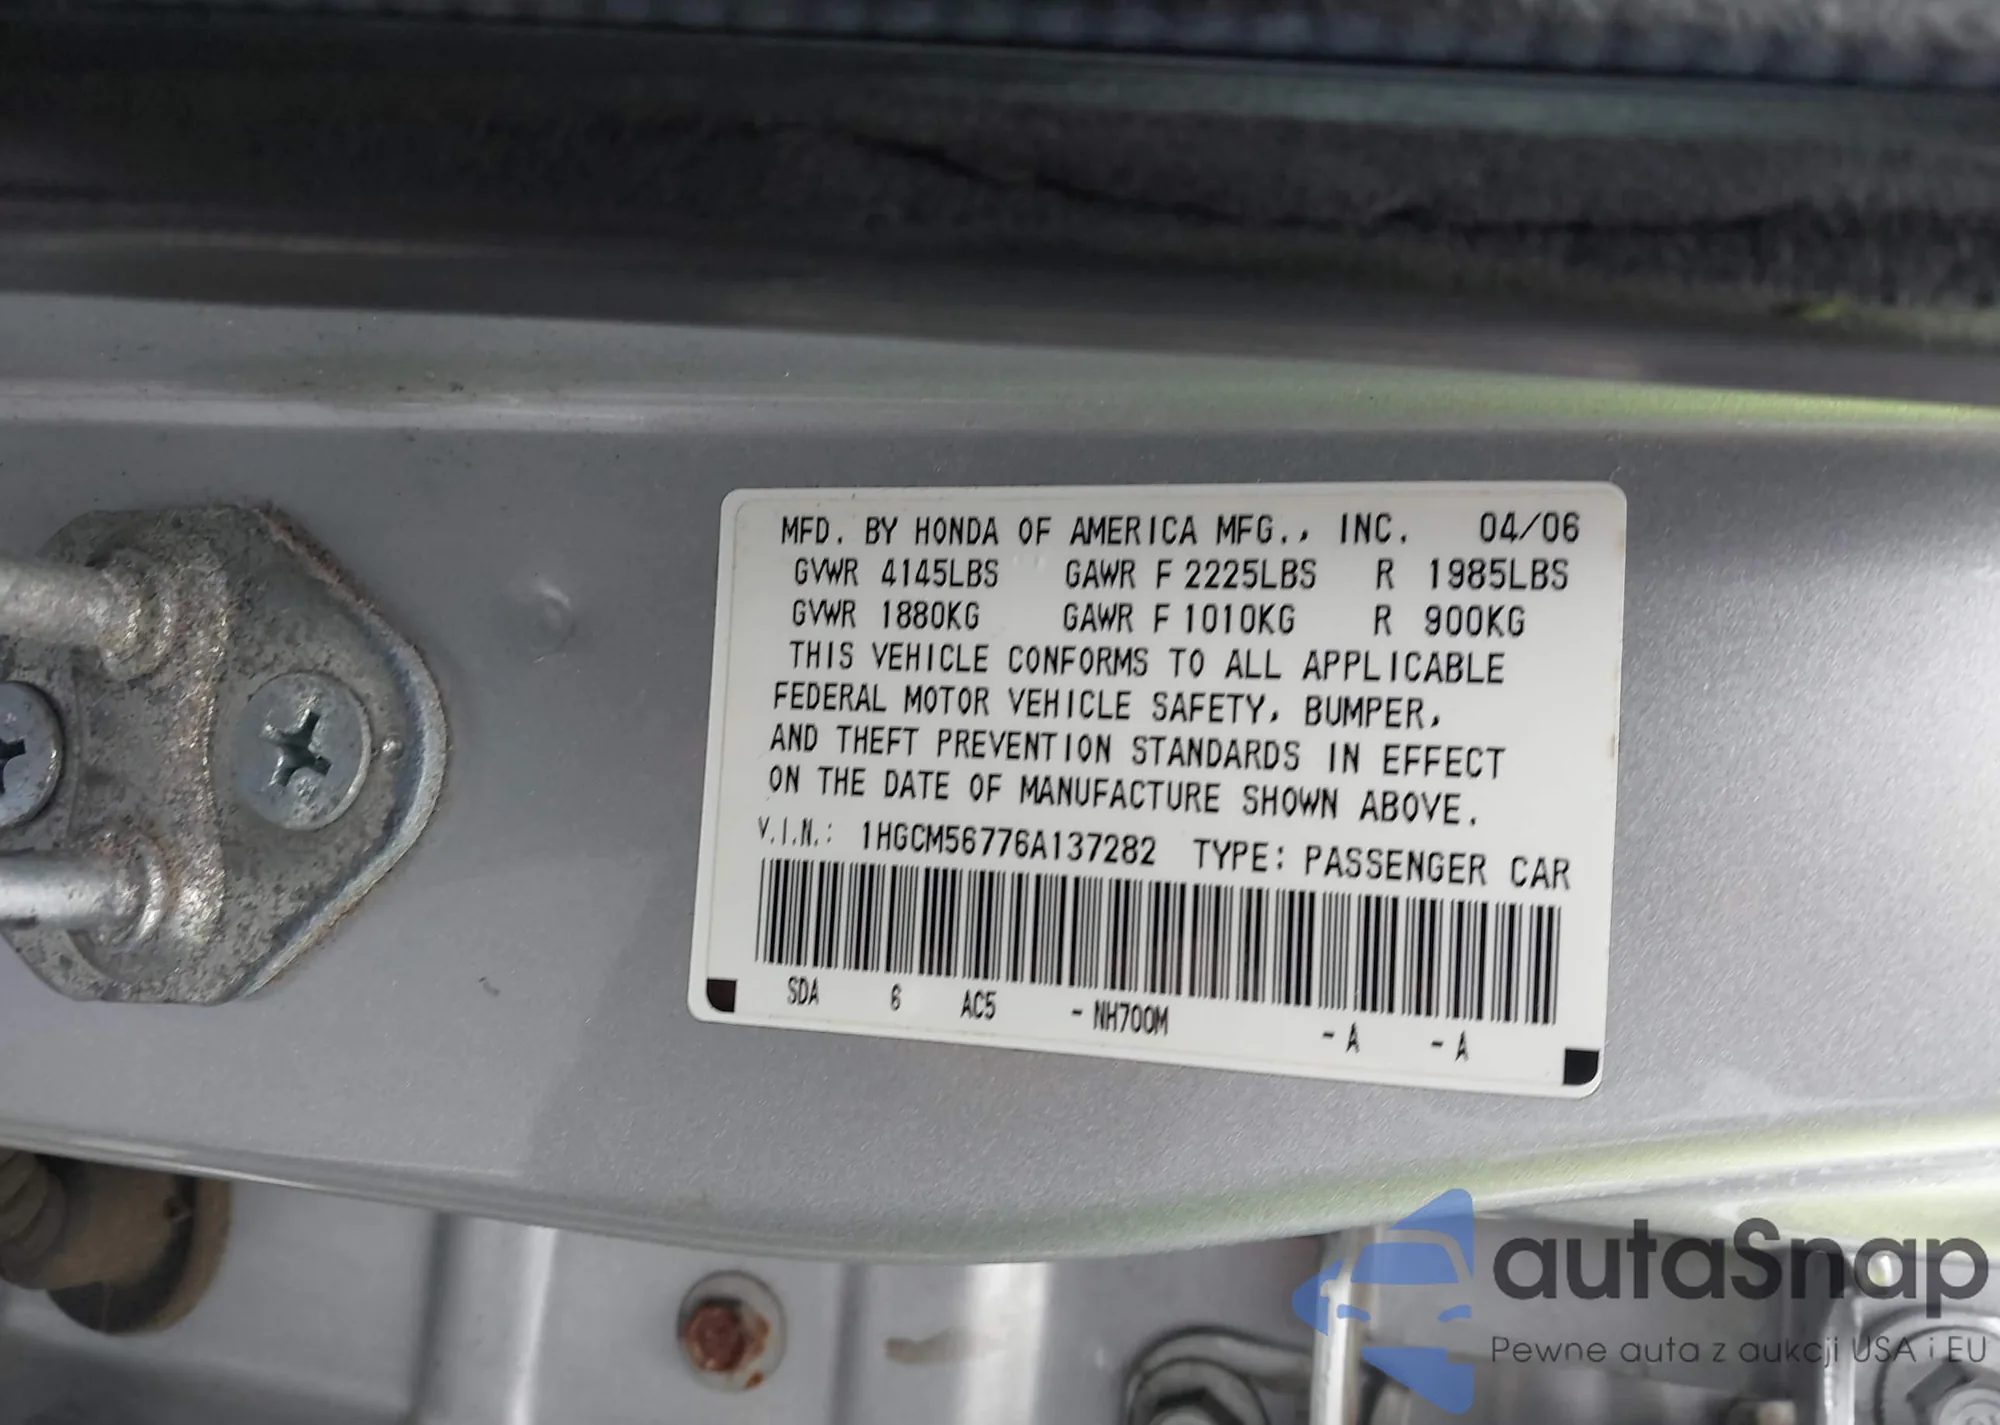 MFD. BY HONDA OF AMERICA MFG., INC. 04/06
GVWR 4145LBS GAWR F 2225LBS R 1985LBS
GVWR 1880KG GAWR F 1010KG R 900KG
THIS VEHICLE CONFORMS TO ALL APPLICABLE
FEDERAL MOTOR VEHICLE SAFETY, BUMPER,
AND THEFT PREVENTION STANDARDS IN EFFECT
ON THE DATE OF MANUFACTURE SHOWN ABOVE.
V.I.N.: 1HGCM56776A137282 TYPE: PASSENGER CAR
SDA 6 AC5 - NH700M - A - A
autaSnap
Pewne auta z aukcji USA i EU